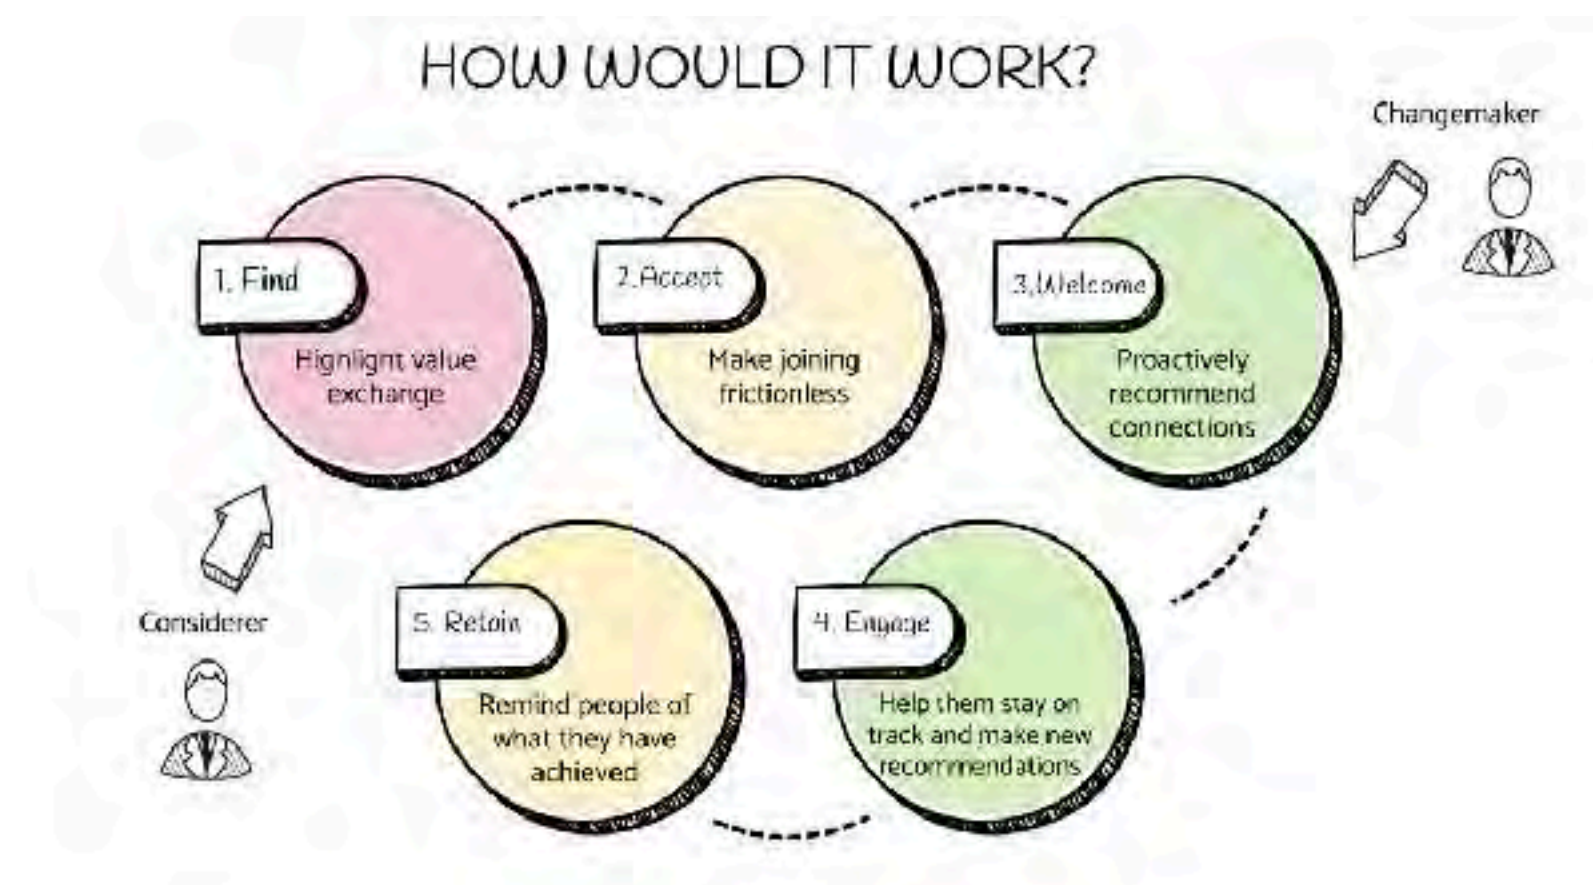 HOW WOULD IT WORK?
Changemaker
1. Find
Highlight value
exchange
2. Accept
Make joining
frictionless
3. Welcome
Proactively
recommend
connections
Considerer
5. Retain
Remind people of
what they have
achieved
4. Engage
Help them stay on
track and make new
recommendations